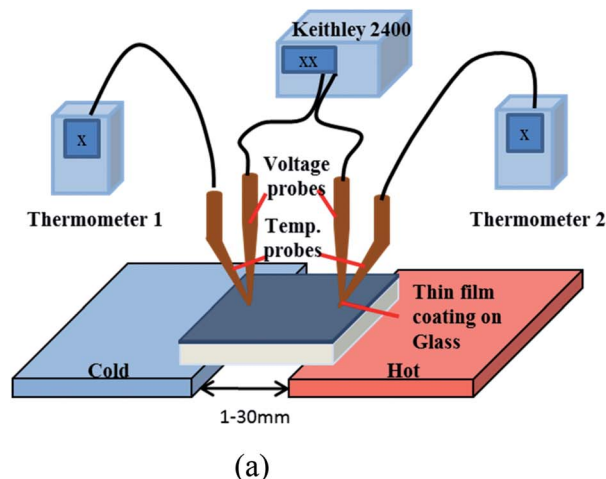 Keithley 2400
xx
x
x
Thermometer 1
Voltage
probes
Thermometer 2
Temp.
probes
Thin film
coating on
Glass
Cold
Hot
1-30mm
(a)